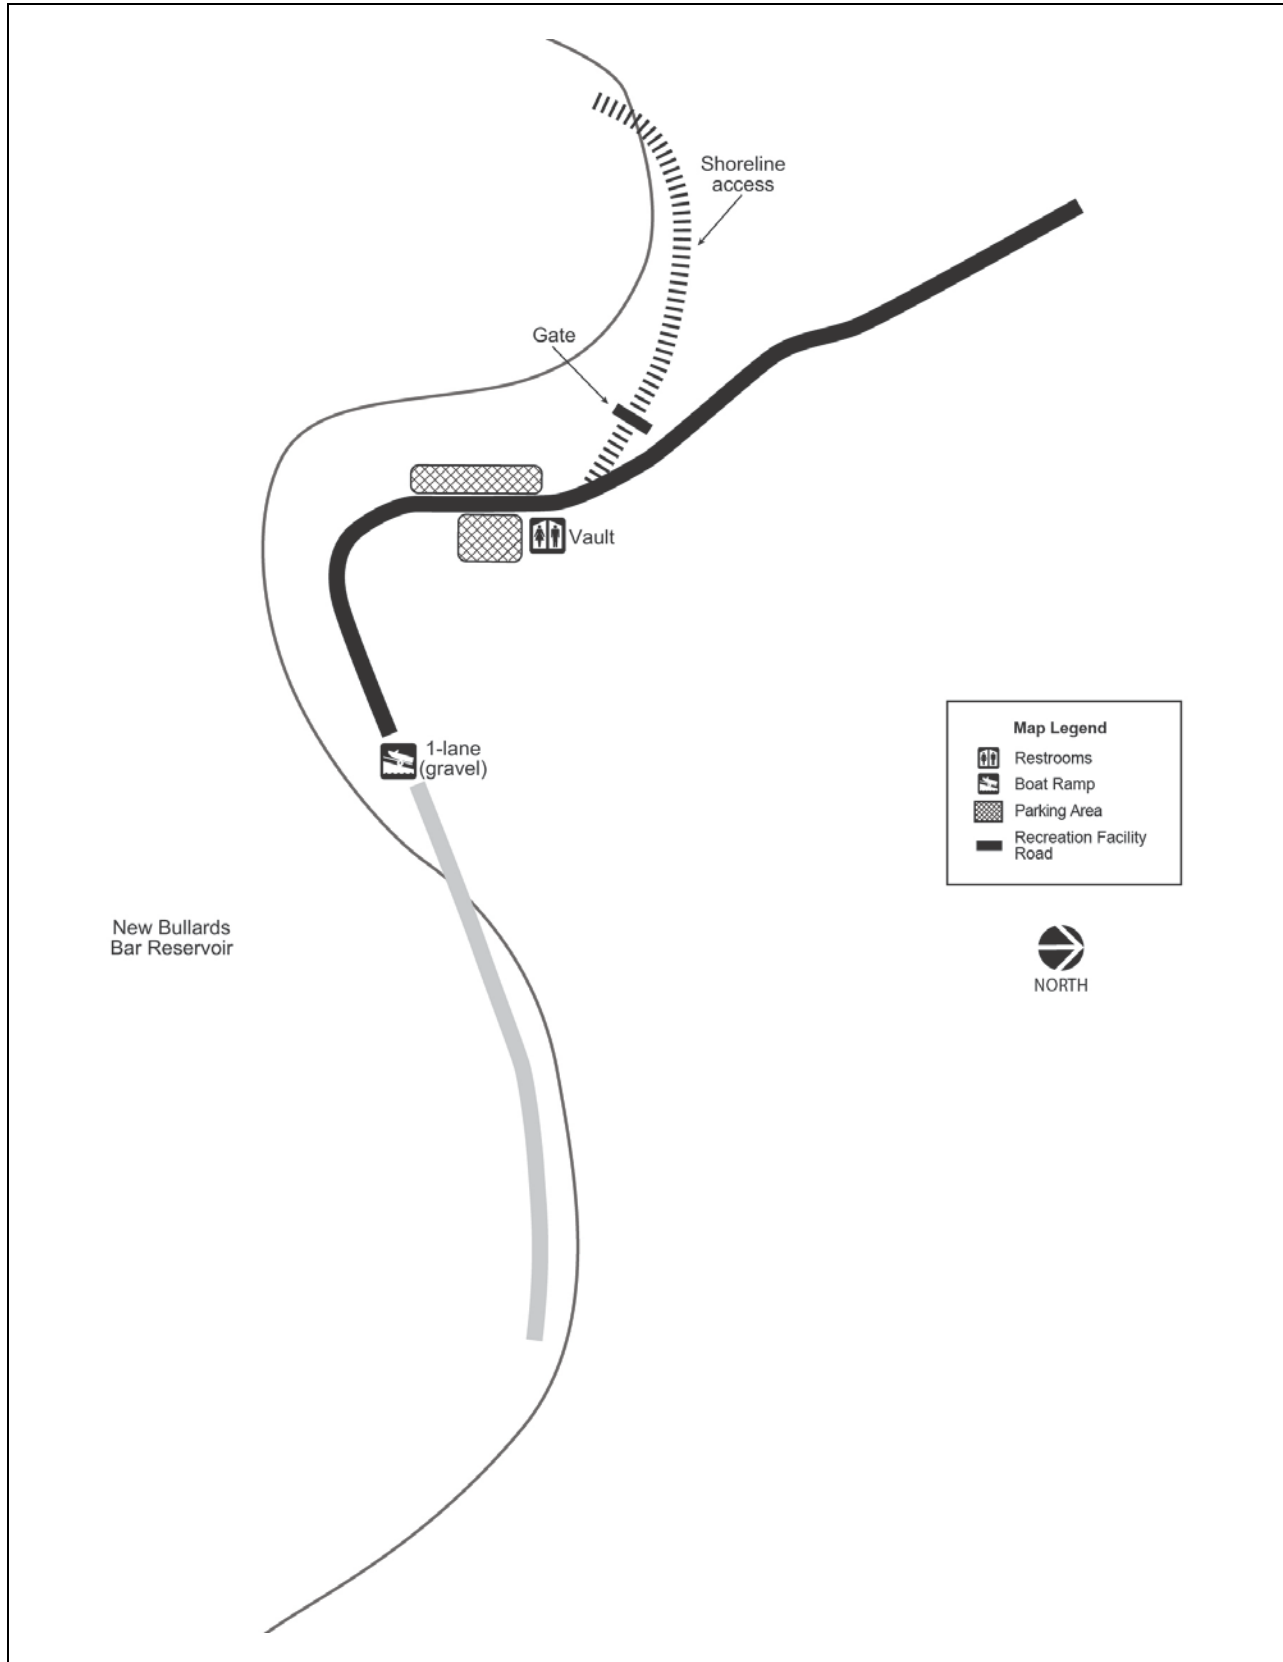 Shoreline
access
Gate
Vault
1-lane
(gravel)
Map Legend
Restrooms
Boat Ramp
Parking Area
Recreation Facility
Road
New Bullards
Bar Reservoir
NORTH